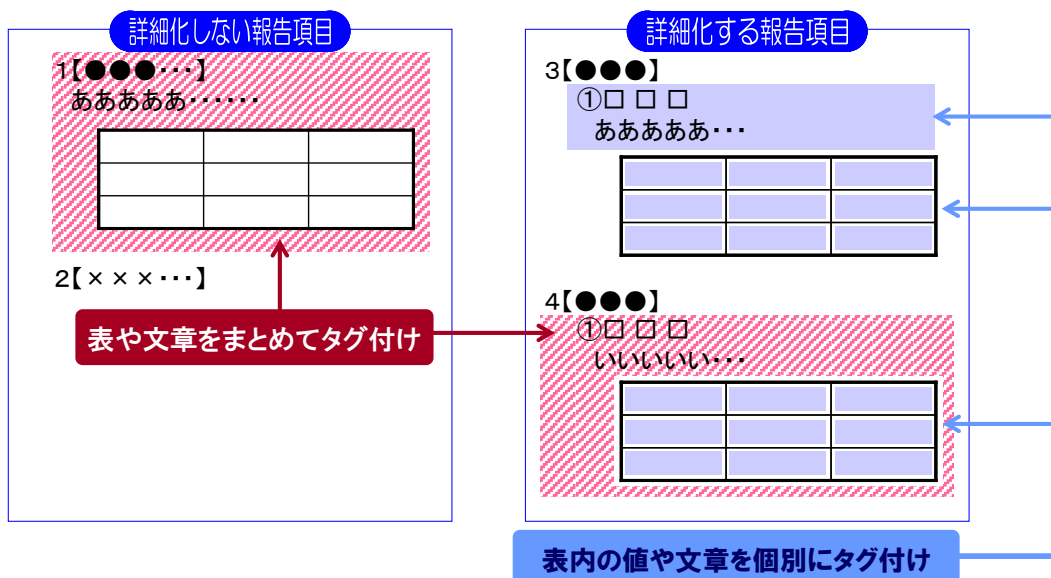 詳細化しない報告項目
1【●●●･･･】
あああああ･･････
2【×××･･･】
表や文章をまとめてタグ付け
詳細化する報告項目
3【●●●】
①□ □ □
あああああ･･･
4【●●●】
①□ □ □
いいいいい･･･
表内の値や文章を個別にタグ付け